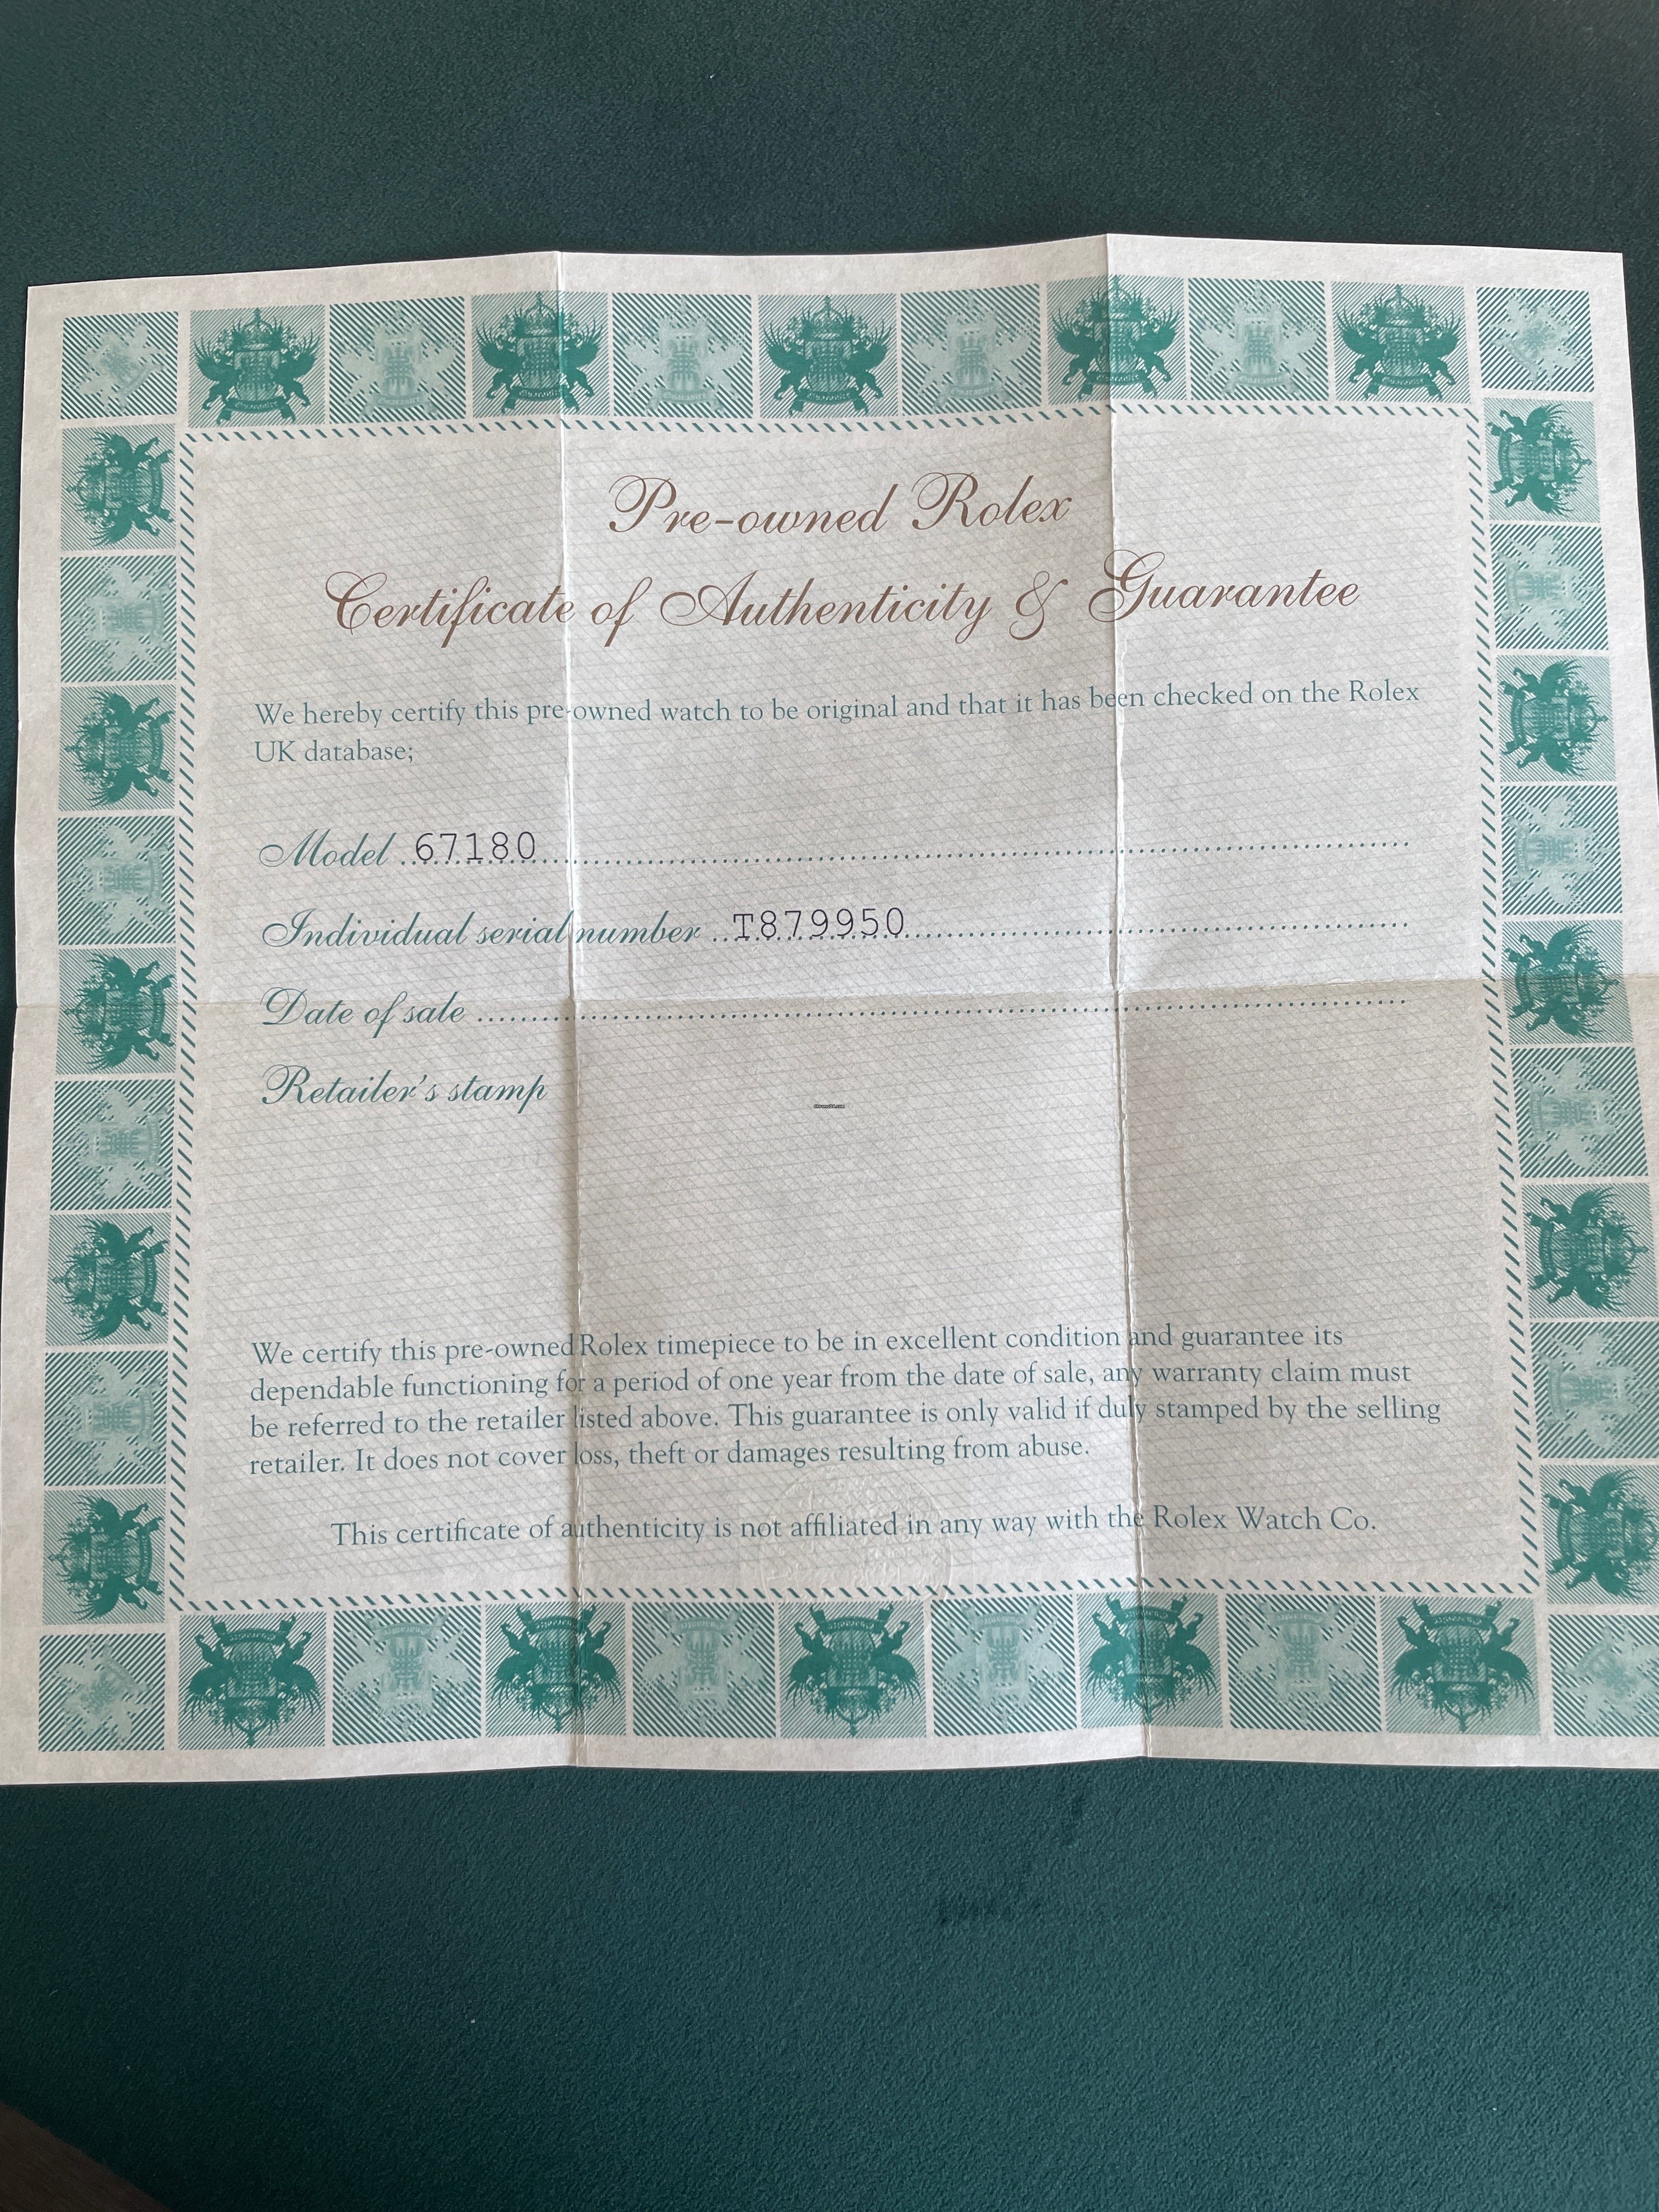 Pre-owned Rolex
Certificate of Authenticity & Guarantee
We hereby certify this pre-owned watch to be original and that it has been checked on the Rolex
UK database;
Model ..67180..............................
Individual serial number ..T879950..............................
Date of sale ..............................
Retailer's stamp
We certify this pre-owned Rolex timepiece to be in excellent condition and guarantee its
dependable functioning for a period of one year from the date of sale, any warranty claim must
be referred to the retailer listed above. This guarantee is only valid if duly stamped by the selling
retailer. It does not cover loss, theft or damages resulting from abuse.
This certificate of authenticity is not affiliated in any way with the Rolex Watch Co.